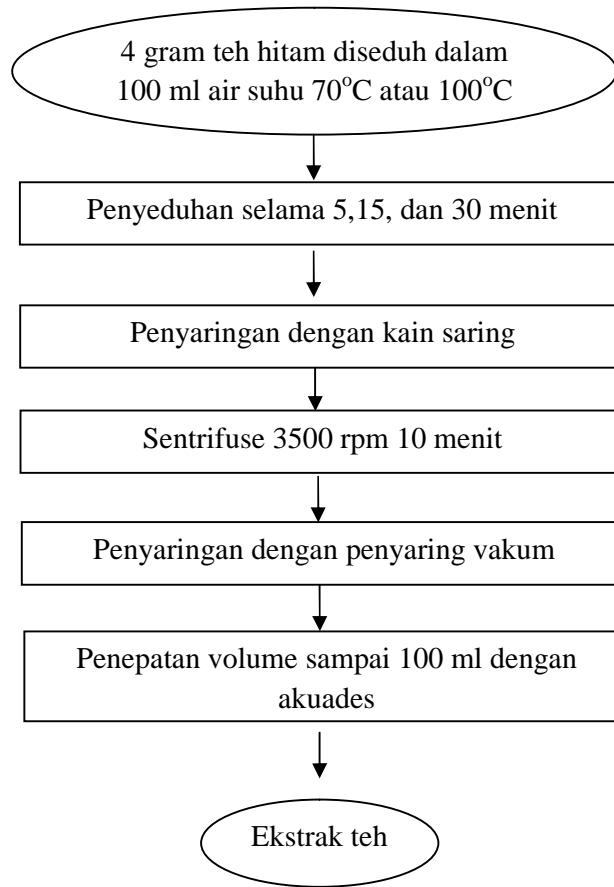 4 gram teh hitam diseduh dalam
100 ml air suhu 70°C atau 100°C
Penyeduhan selama 5,15, dan 30 menit
Penyaringan dengan kain saring
Sentrifuse 3500 rpm 10 menit
Penyaringan dengan penyaring vakum
Penepatan volume sampai 100 ml dengan
akuades
Ekstrak teh